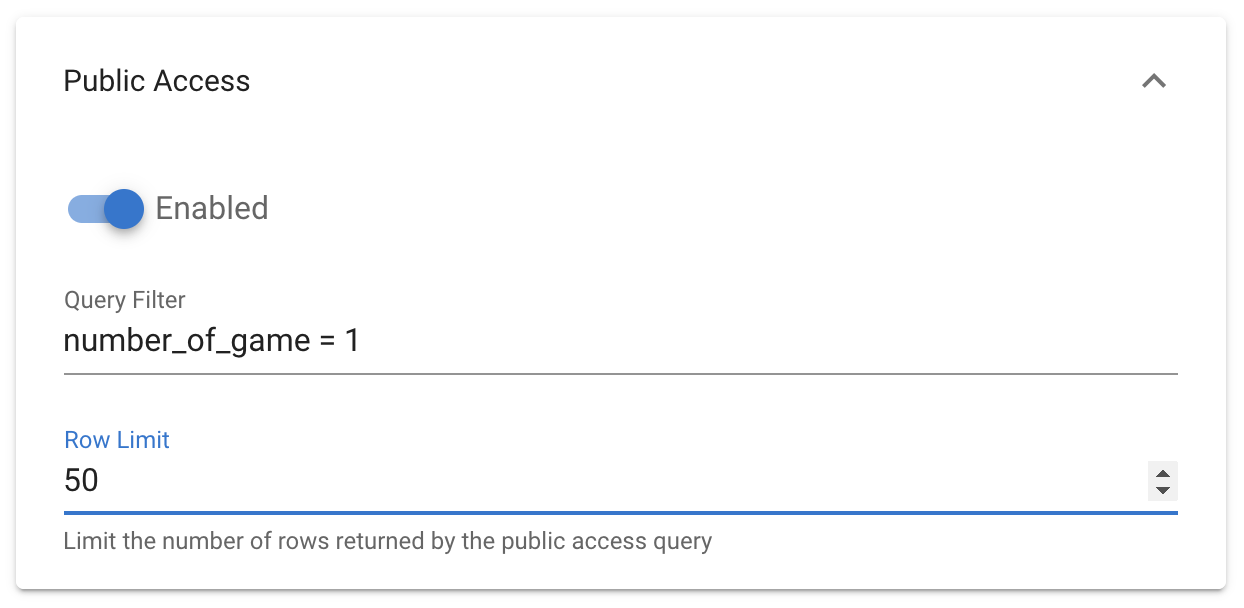 Public Access
Enabled
Query Filter
number_of_game = 1
Row Limit
50
Limit the number of rows returned by the public access query